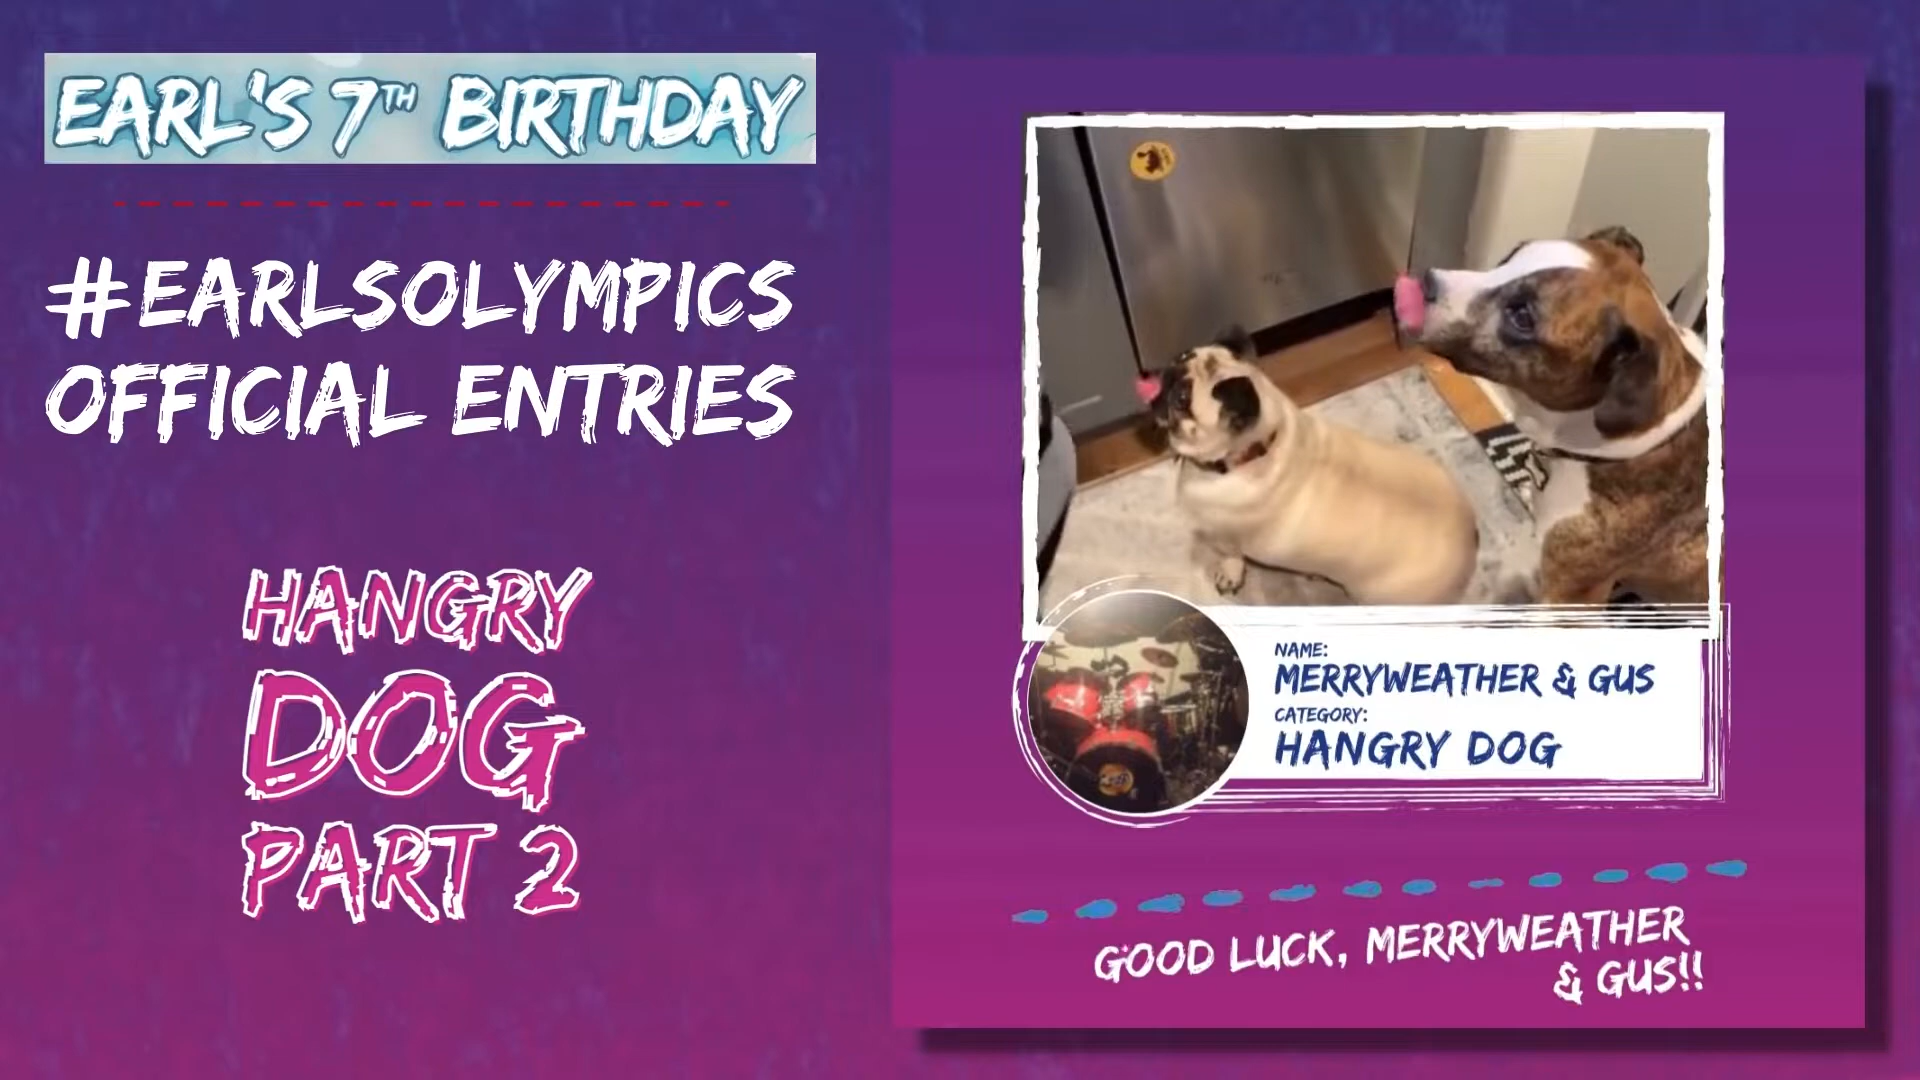 EARL'S 7TH BIRTHDAY
#EARLSOLYMPICS
OFFICIAL ENTRIES
HANGRY
DOG
PART 2
NAME:
MERRYWEATHER & GUS
CATEGORY:
HANGRY DOG
GOOD LUCK, MERRYWEATHER
& GUS!!